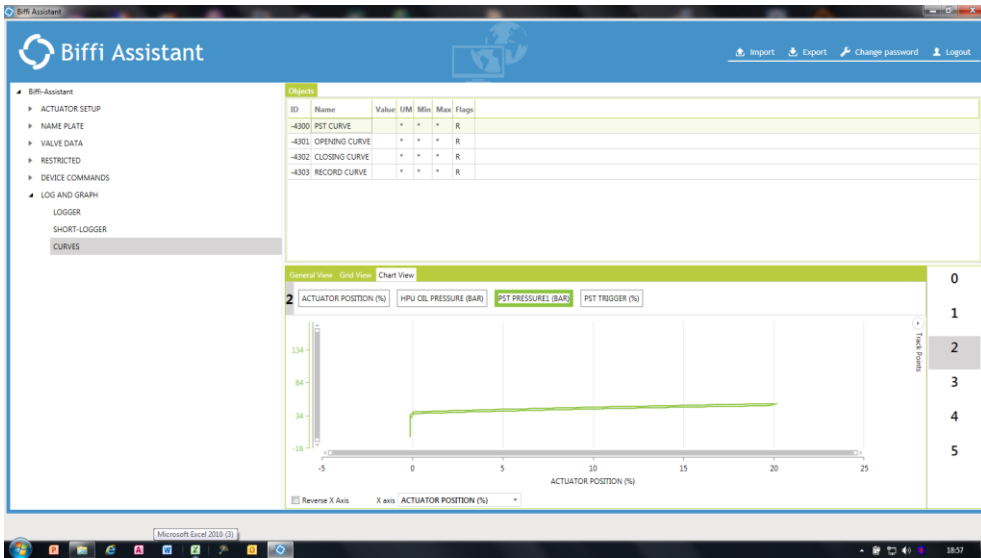 Biffi Assistant
Biffi Assistant
Import Export Change password Logout
Biffi-Assistant
ACTUATOR SETUP
NAME PLATE
VALVE DATA
RESTRICTED
DEVICE COMMANDS
LOG AND GRAPH
LOGGER
SHORT-LOGGER
CURVES
Objects
ID Name Value UM Min Max Flags
-4300 PST CURVE * * * R
-4301 OPENING CURVE * * * R
-4302 CLOSING CURVE * * * R
-4303 RECORD CURVE * * * R
General View Grid View Chart View
2 ACTUATOR POSITION (%) HPU OIL PRESSURE (BAR) PST PRESSURE1 (BAR) PST TRIGGER (%)
134
84
34
-16
-5 0 5 10 15 20 25
ACTUATOR POSITION (%)
Reverse X Axis X axis ACTUATOR POSITION (%)
Track Points
0
1
2
3
4
5
Microsoft Excel 2010 (3)
18:57